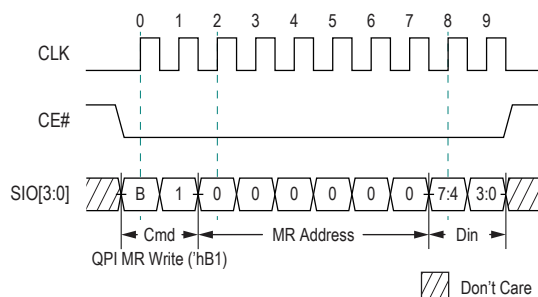 0 1 2 3 4 5 6 7 8 9
CLK
CE#
SIO[3:0] B 1 0 0 0 0 0 0 7:4 3:0
Cmd MR Address Din
QPI MR Write ('hB1)
Don't Care